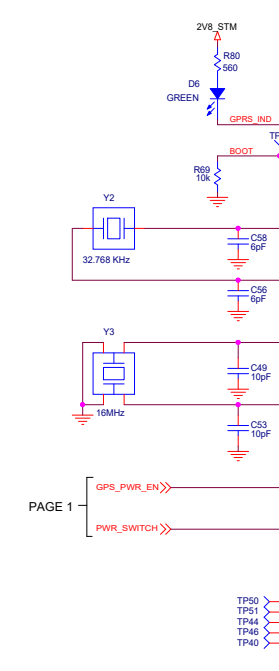 2V8_STM
R80
560
D6
GREEN
GPRS_IND
TP
BOOT
R69
10k
Y2
C58
6pF
32.768 KHz
C56
6pF
Y3
C49
10pF
16MHz
C53
10pF
GPS_PWR_EN
PAGE 1
PWR_SWITCH
TP50
TP51
TP44
TP46
TP40